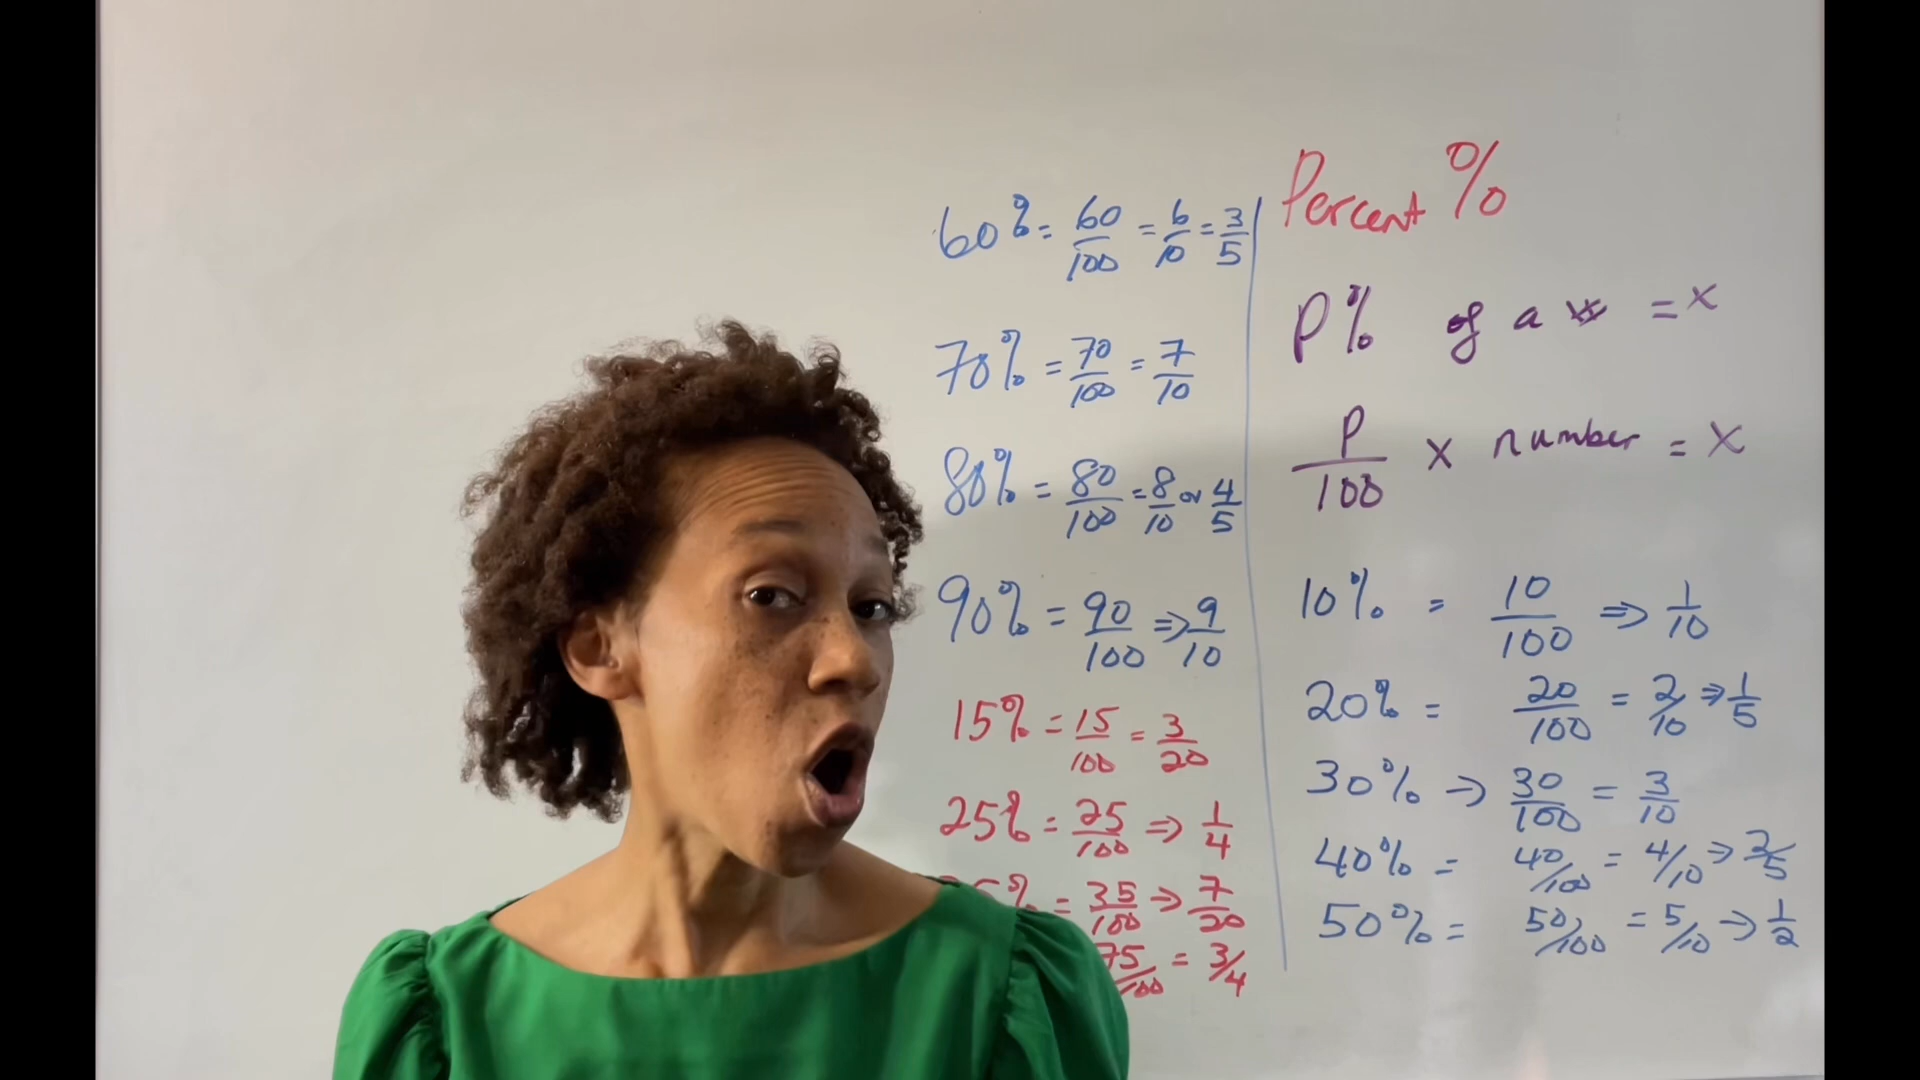 60% = 60/100 = 6/10 = 3/5
70% = 70/100 = 7/10
80% = 80/100 = 8/10 or 4/5
90% = 90/100 ⇒ 9/10
15% = 15/100 = 3/20
25% = 25/100 ⇒ 1/4
5% = 35/100 → 7/20
75/100 = 3/4
Percent %
P% of a = x
P/100 x number = x
10% = 10/100 ⇒ 1/10
20% = 20/100 = 2/10 ⇒ 1/5
30% → 30/100 = 3/10
40% = 40/100 = 4/10 ⇒ 2/5
50% = 50/100 = 5/10 → 1/2